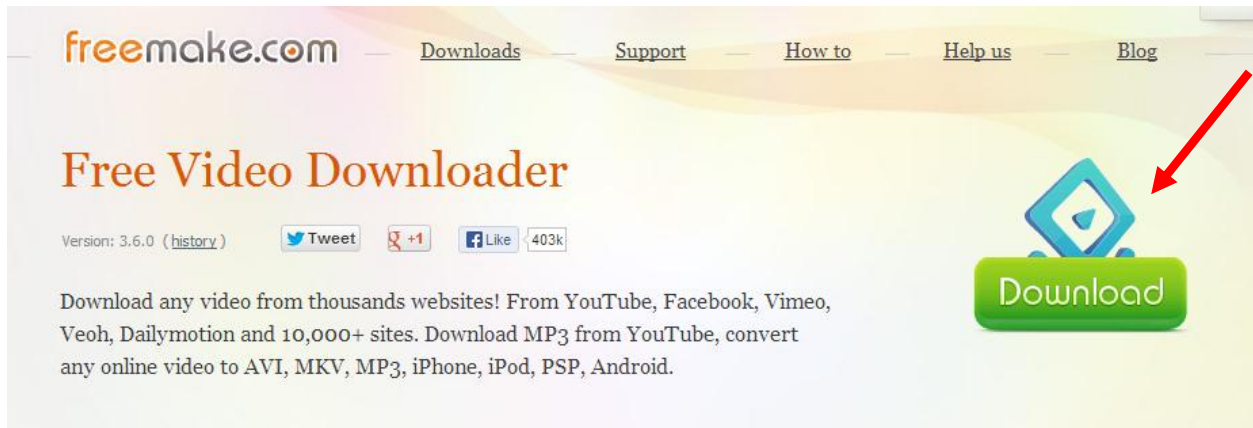 freemake.com Downloads Support How to Help us Blog
Free Video Downloader
Version: 3.6.0 (history) Tweet +1 Like 403k
Download any video from thousands websites! From YouTube, Facebook, Vimeo,
Veoh, Dailymotion and 10,000+ sites. Download MP3 from YouTube, convert
any online video to AVI, MKV, MP3, iPhone, iPod, PSP, Android.
Download